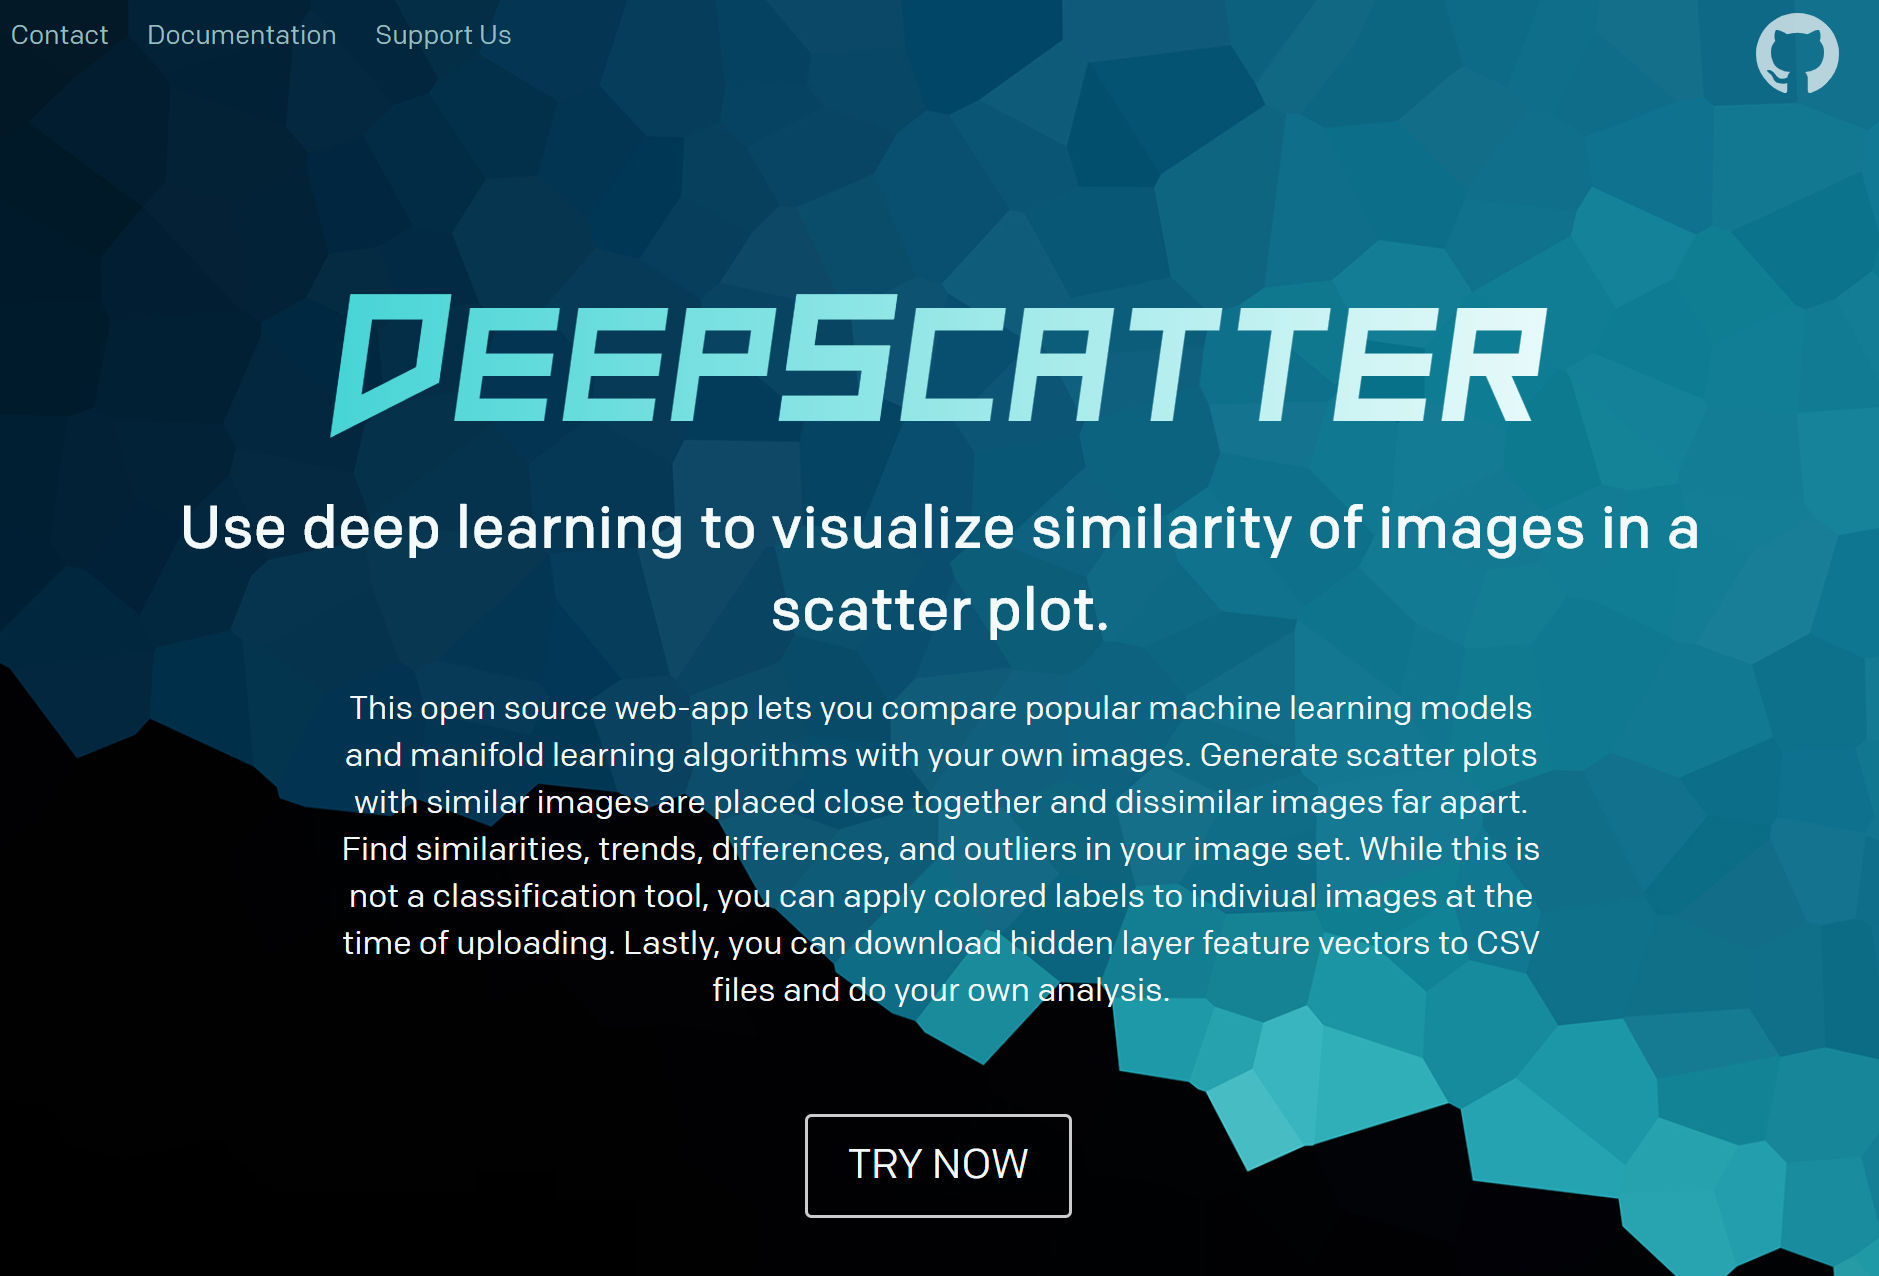 Contact Documentation Support Us
DEEPSCATTER
Use deep learning to visualize similarity of images in a
scatter plot.
This open source web-app lets you compare popular machine learning models
and manifold learning algorithms with your own images. Generate scatter plots
with similar images are placed close together and dissimilar images far apart.
Find similarities, trends, differences, and outliers in your image set. While this is
not a classification tool, you can apply colored labels to indiviual images at the
time of uploading. Lastly, you can download hidden layer feature vectors to CSV
files and do your own analysis.
TRY NOW